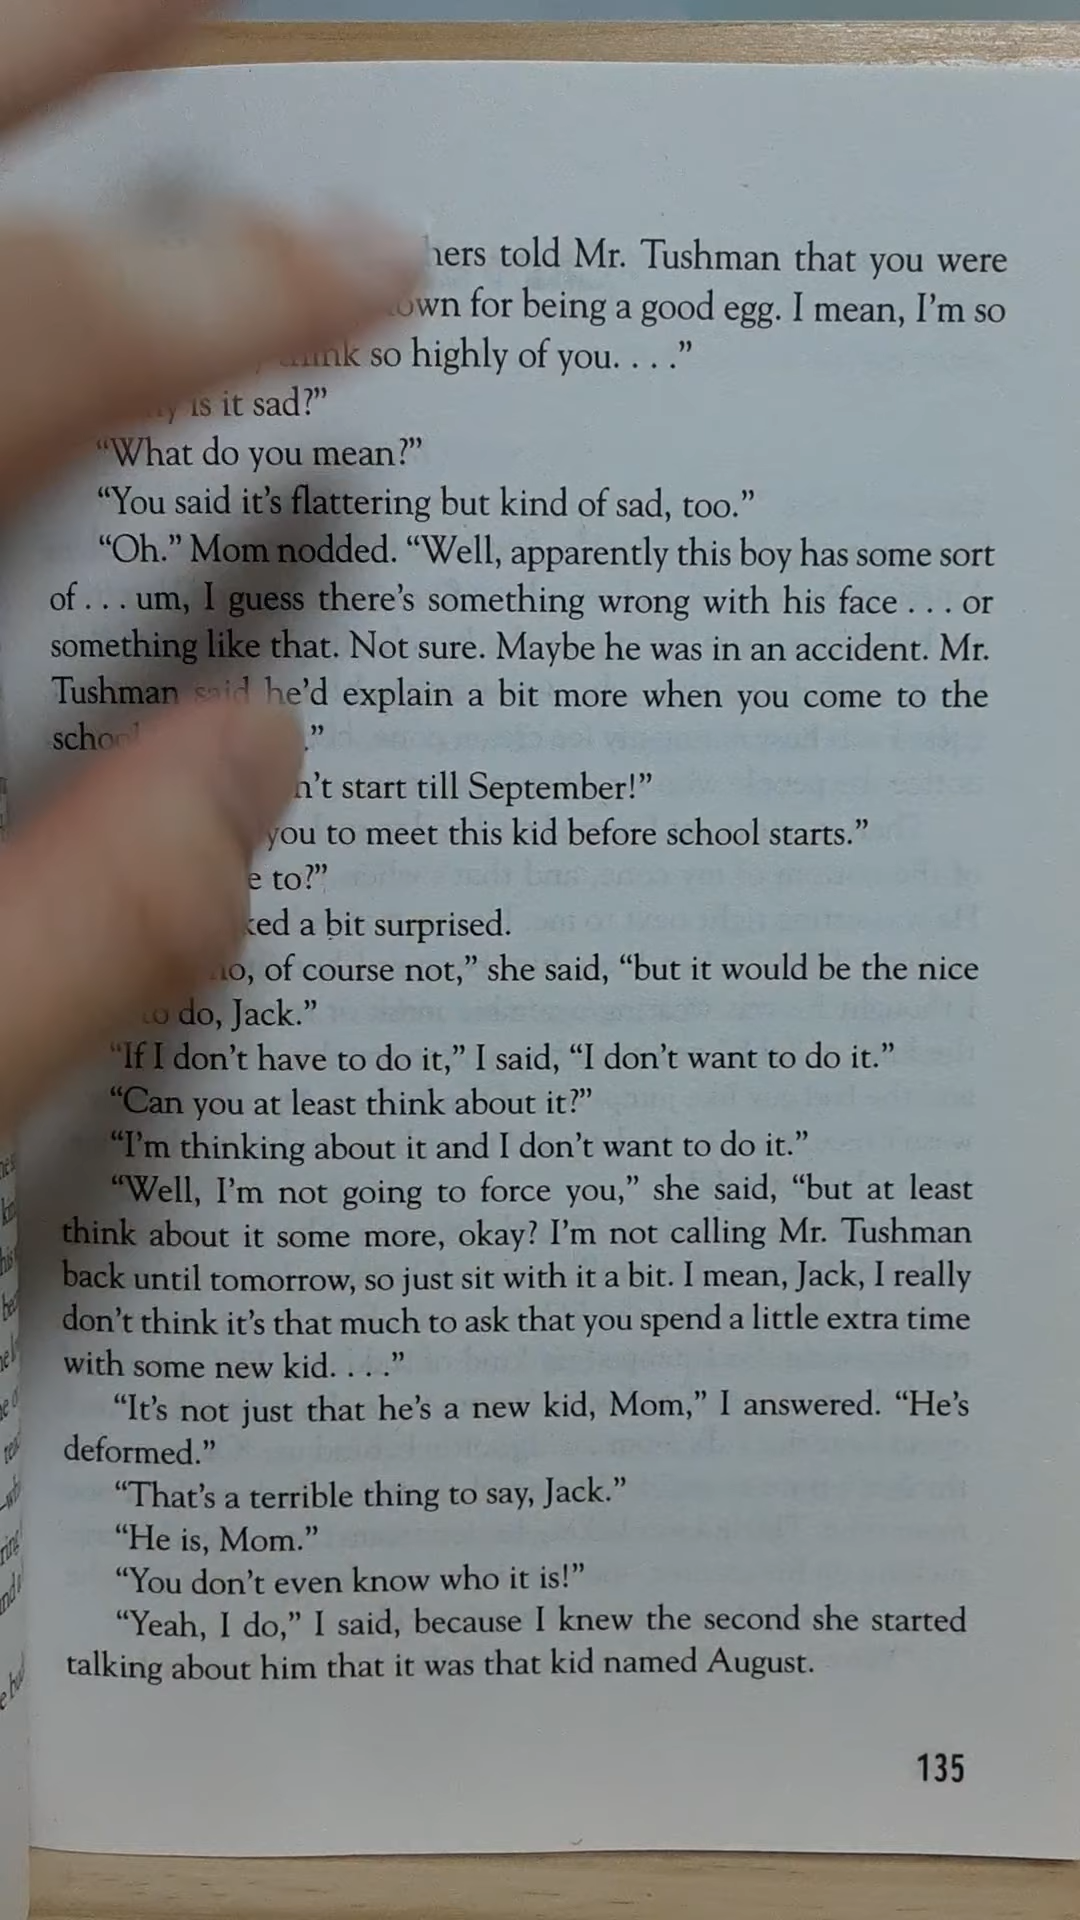 told Mr. Tushman that you were
for being a good egg. I mean, I'm so
so highly of you. . . ."
is it sad?"
"What do you mean?"
"You said it's flattering but kind of sad, too."
"Oh." Mom nodded. "Well, apparently this boy has some sort
of . . . um, I guess there's something wrong with his face . . . or
something like that. Not sure. Maybe he was in an accident. Mr.
Tushman said he'd explain a bit more when you come to the
."
start till September!"
you to meet this kid before school starts."
to?"
a bit surprised.
no, of course not," she said, "but it would be the nice
to do, Jack."
"If I don't have to do it," I said, "I don't want to do it."
"Can you at least think about it?"
"I'm thinking about it and I don't want to do it."
"Well, I'm not going to force you," she said, "but at least
think about it some more, okay? I'm not calling Mr. Tushman
back until tomorrow, so just sit with it a bit. I mean, Jack, I really
don't think it's that much to ask that you spend a little extra time
with some new kid. . . ."
"It's not just that he's a new kid, Mom," I answered. "He's
deformed."
"That's a terrible thing to say, Jack."
"He is, Mom."
"You don't even know who it is!"
"Yeah, I do," I said, because I knew the second she started
talking about him that it was that kid named August.
135